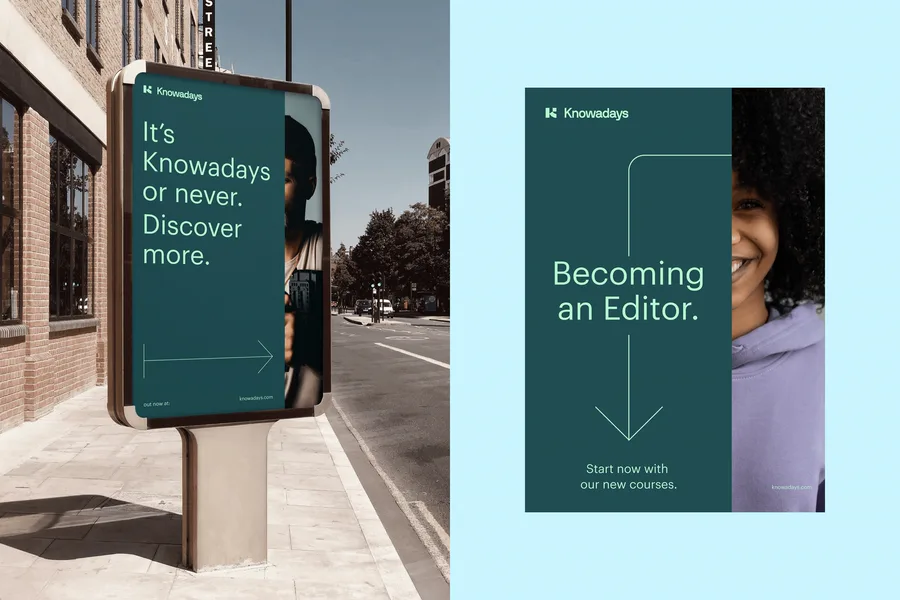 STREE
Knowadays
It's
Knowadays
or never.
Discover
more.
out now at:
knowadays.com
Knowadays
Becoming
an Editor.
Start now with
our new courses.
knowadays.com